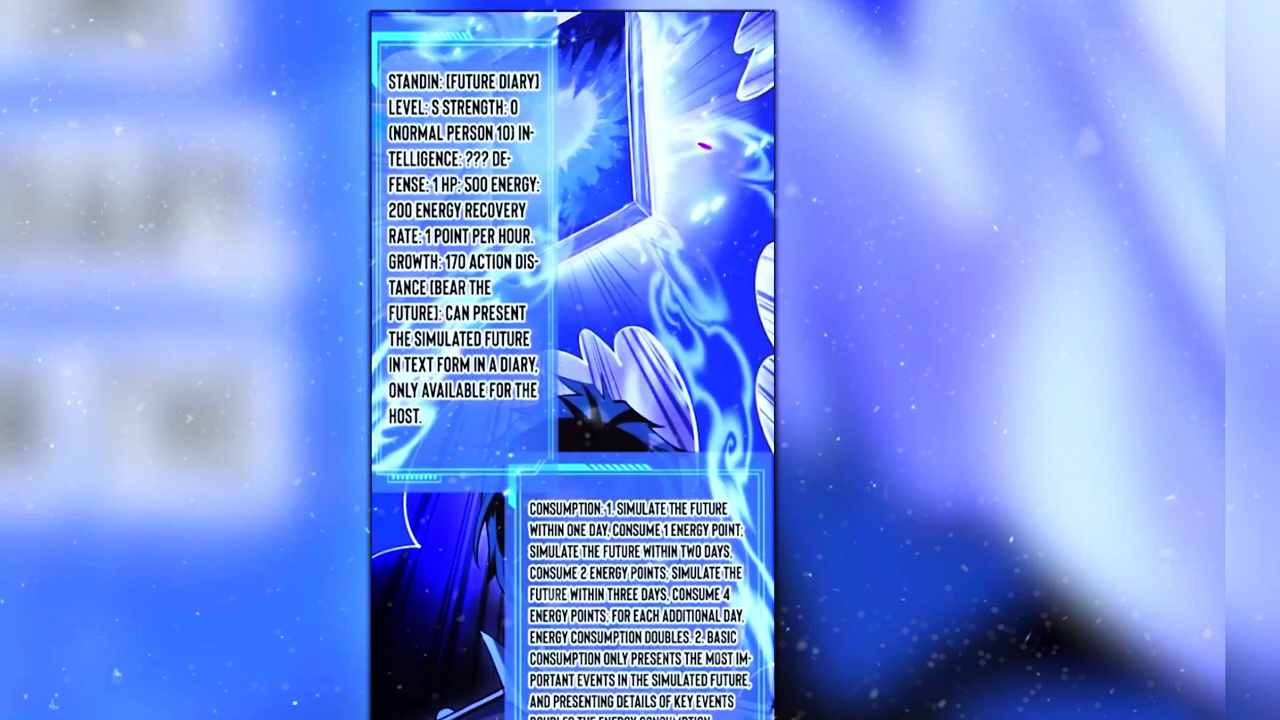 STANDIN: [FUTURE DIARY]
LEVEL: S STRENGTH: 0
(NORMAL PERSON 10) IN-
TELLIGENCE: ??? DE-
FENSE: 1 HP: 500 ENERGY:
200 ENERGY RECOVERY
RATE: 1 POINT PER HOUR.
GROWTH: 170 ACTION DIS-
TANCE [BEAR THE
FUTURE]: CAN PRESENT
THE SIMULATED FUTURE
IN TEXT FORM IN A DIARY,
ONLY AVAILABLE FOR THE
HOST.
CONSUMPTION: 1. SIMULATE THE FUTURE
WITHIN ONE DAY, CONSUME 1 ENERGY POINT;
SIMULATE THE FUTURE WITHIN TWO DAYS,
CONSUME 2 ENERGY POINTS; SIMULATE THE
FUTURE WITHIN THREE DAYS, CONSUME 4
ENERGY POINTS; FOR EACH ADDITIONAL DAY,
ENERGY CONSUMPTION DOUBLES. 2. BASIC
CONSUMPTION ONLY PRESENTS THE MOST IM-
PORTANT EVENTS IN THE SIMULATED FUTURE,
AND PRESENTING DETAILS OF KEY EVENTS
DOUBLES THE ENERGY CONSUMPTION